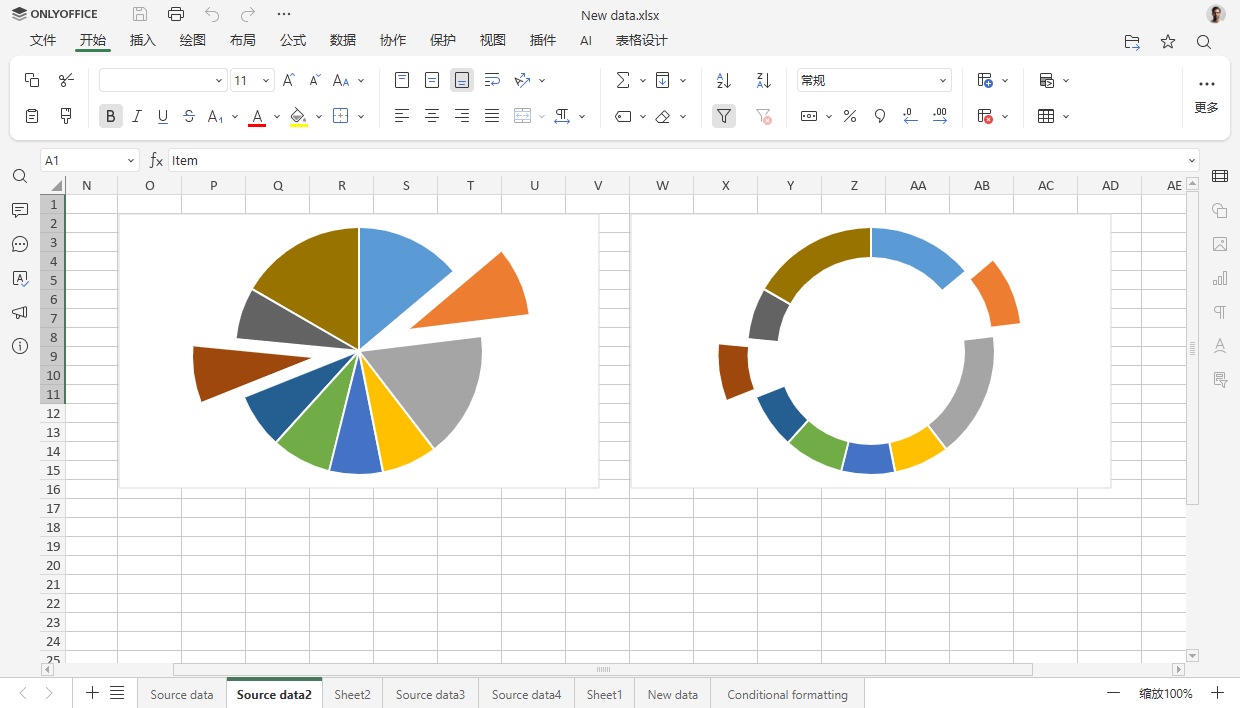 ONLYOFFICE
New data.xlsx
文件 开始 插入 绘图 布局 公式 数据 协作 保护 视图 插件 AI 表格设计
11
常规
更多
A1
Item
N O P Q R S T U V W X Y Z AA AB AC AD AE
1
2
3
4
5
6
7
8
9
10
11
12
13
14
15
16
17
18
19
20
21
22
23
24
25
Source data Source data2 Sheet2 Source data3 Source data4 Sheet1 New data Conditional formatting
缩放100%